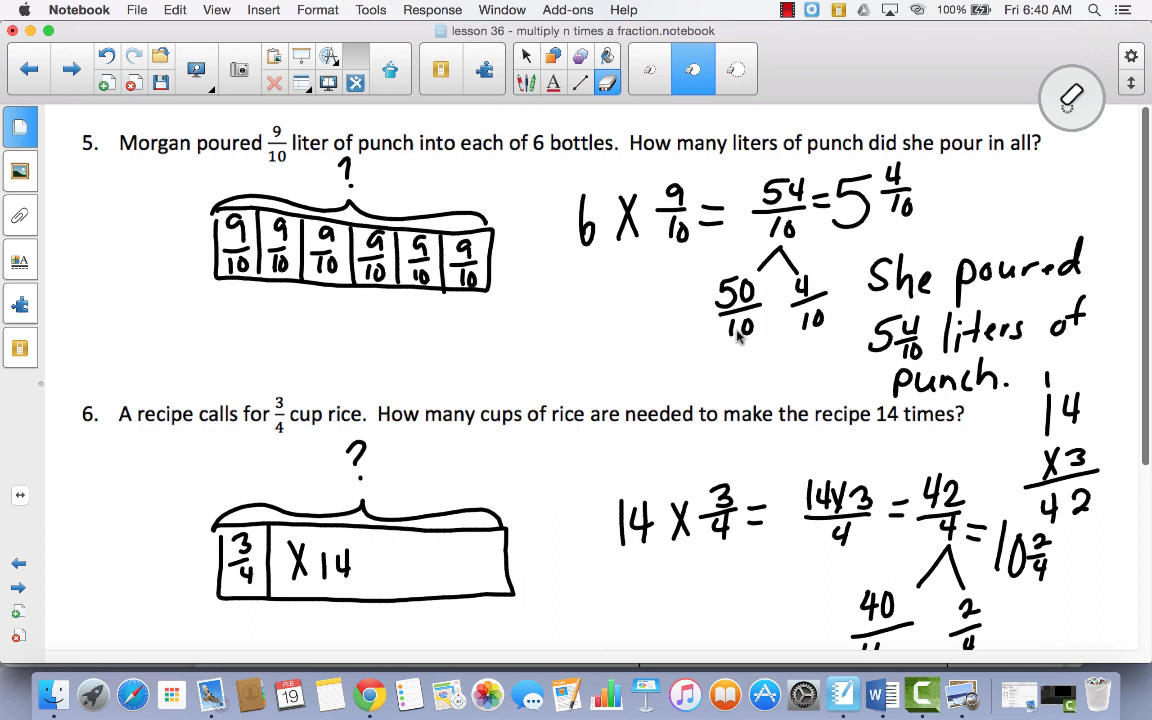 Notebook File Edit View Insert Format Tools Response Window Add-ons Help 100% Fri 6:40 AM
lesson 36 - multiply n times a fraction.notebook
5. Morgan poured 9/10 liter of punch into each of 6 bottles. How many liters of punch did she pour in all?
?
9/10 9/10 9/10 9/10 9/10 9/10
6 X 9/10 = 54/10 = 5 4/10
50/10 4/10
She poured
5 4/10 liters of
punch.
6. A recipe calls for 3/4 cup rice. How many cups of rice are needed to make the recipe 14 times?
?
3/4 X 14
1
14
X3
42
14 X 3/4 = 14X3/4 = 42/4 = 10 2/4
40 2/4
FEB
19
W
C